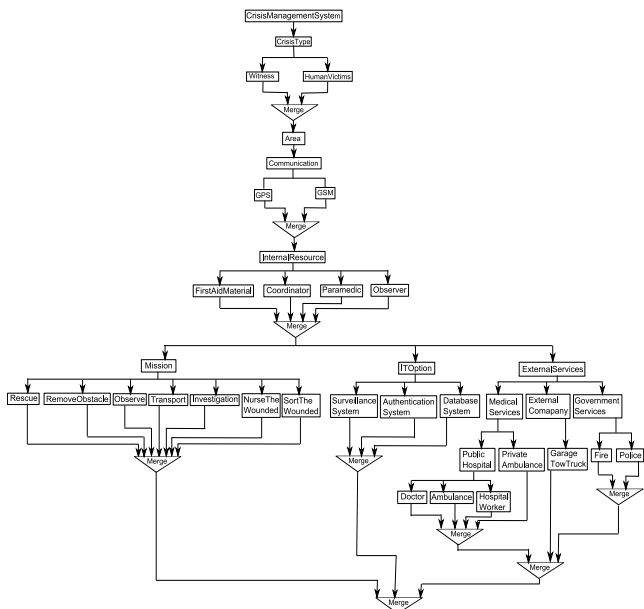 CrisisManagementSystem
CrisisType
Witness HumanVictims
Merge
Area
Communication
GPS GSM
Merge
InternalResource
FirstAidMaterial Coordinator Paramedic Observer
Merge
Mission ITOption ExternalServices
Rescue RemoveObstacle Observe Transport Investigation NurseThe Wounded SortThe Wounded
Surveillance System Authentication System Database System
Medical Services External Comapany Government Services
Merge Merge
Public Hospital Private Ambulance Garage TowTruck Fire Police
Doctor Ambulance Hospital Worker
Merge
Merge
Merge
Merge